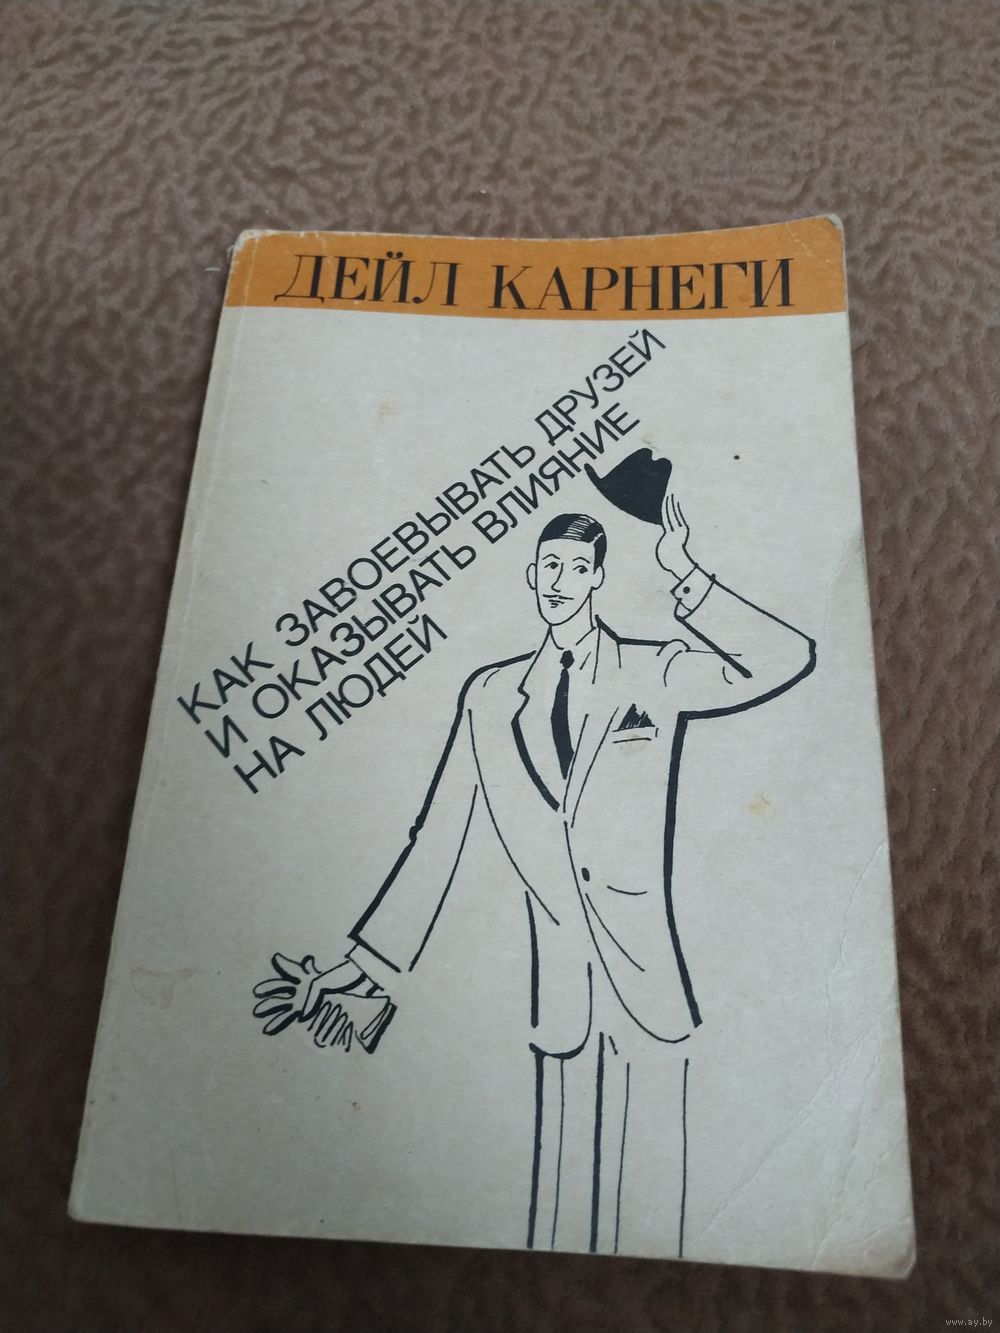 ДЕЙЛ КАРНЕГИ
КАК ЗАВОЕВЫВАТЬ ДРУЗЕЙ
И ОКАЗЫВАТЬ ВЛИЯНИЕ
НА ЛЮДЕЙ
www.ay.by